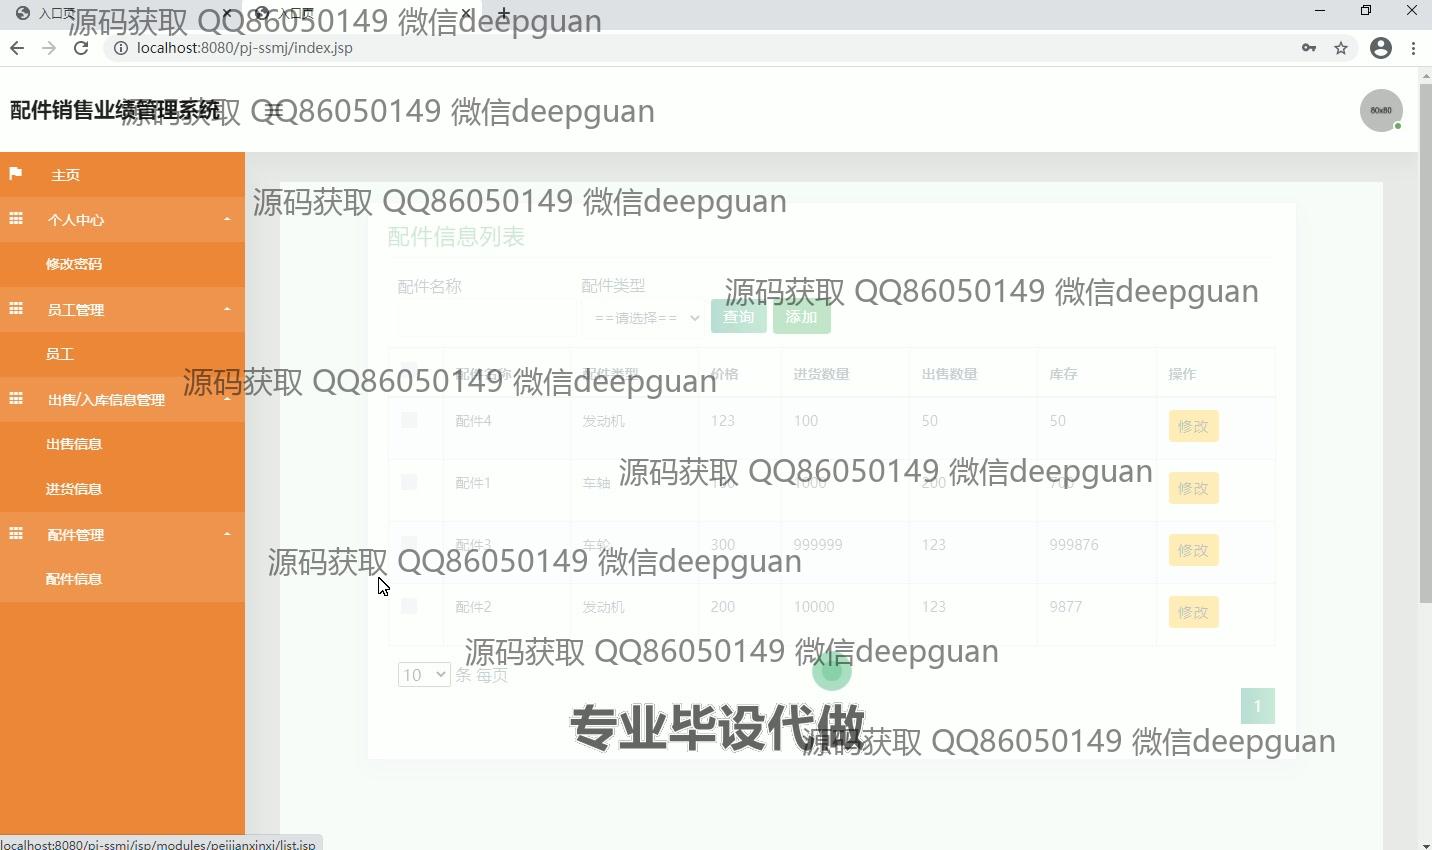 入口页
入口页
源码获取 QQ86050149 微信deepguan
localhost:8080/pj-ssmj/index.jsp
配件销售业绩管理系统
源码获取 QQ86050149 微信deepguan
80x80
主页
个人中心
修改密码
员工管理
员工
出售/入库信息管理
出售信息
进货信息
配件管理
配件信息
源码获取 QQ86050149 微信deepguan
配件信息列表
配件名称 配件类型
源码获取 QQ86050149 微信deepguan
==请选择== 查询 添加
配件名称 配件类型 价格 进货数量 出售数量 库存 操作
源码获取 QQ86050149 微信deepguan
配件4 发动机 123 100 50 50 修改
源码获取 QQ86050149 微信deepguan
配件1 车轴 1000 200 修改
配件3 车轮 300 999999 123 999876 修改
源码获取 QQ86050149 微信deepguan
配件2 发动机 200 10000 123 9877 修改
源码获取 QQ86050149 微信deepguan
10 条 每页
1
专业毕设代做
源码获取 QQ86050149 微信deepguan
localhost:8080/pj-ssmj/jsp/modules/peijianxinxi/list.jsp